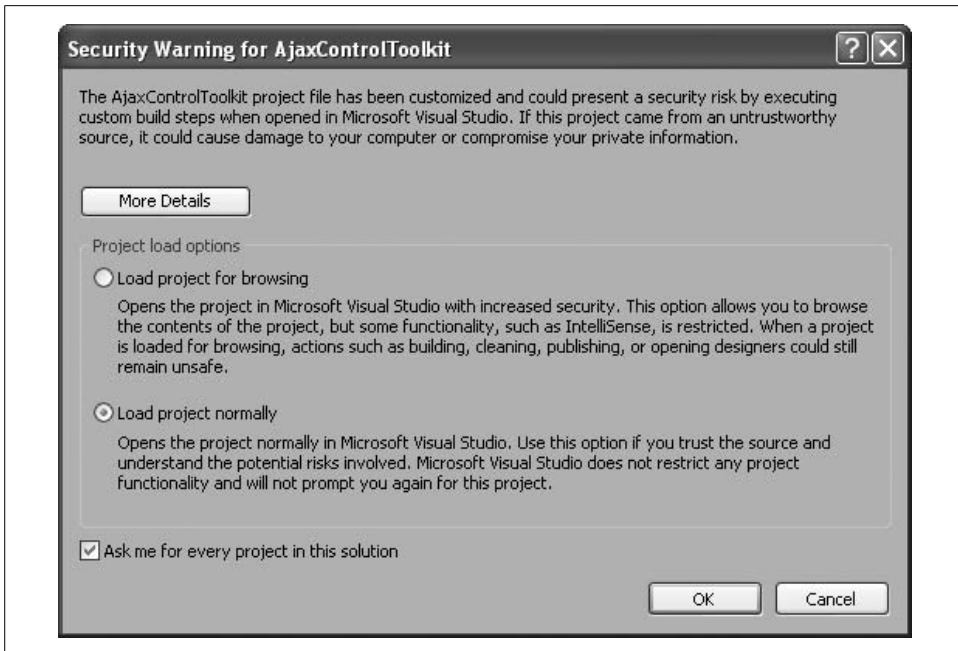 Security Warning for AjaxControlToolkit
The AjaxControlToolkit project file has been customized and could present a security risk by executing
custom build steps when opened in Microsoft Visual Studio. If this project came from an untrustworthy
source, it could cause damage to your computer or compromise your private information.
More Details
Project load options
Load project for browsing
Opens the project in Microsoft Visual Studio with increased security. This option allows you to browse
the contents of the project, but some functionality, such as IntelliSense, is restricted. When a project
is loaded for browsing, actions such as building, cleaning, publishing, or opening designers could still
remain unsafe.
Load project normally
Opens the project normally in Microsoft Visual Studio. Use this option if you trust the source and
understand the potential risks involved. Microsoft Visual Studio does not restrict any project
functionality and will not prompt you again for this project.
Ask me for every project in this solution
OK Cancel